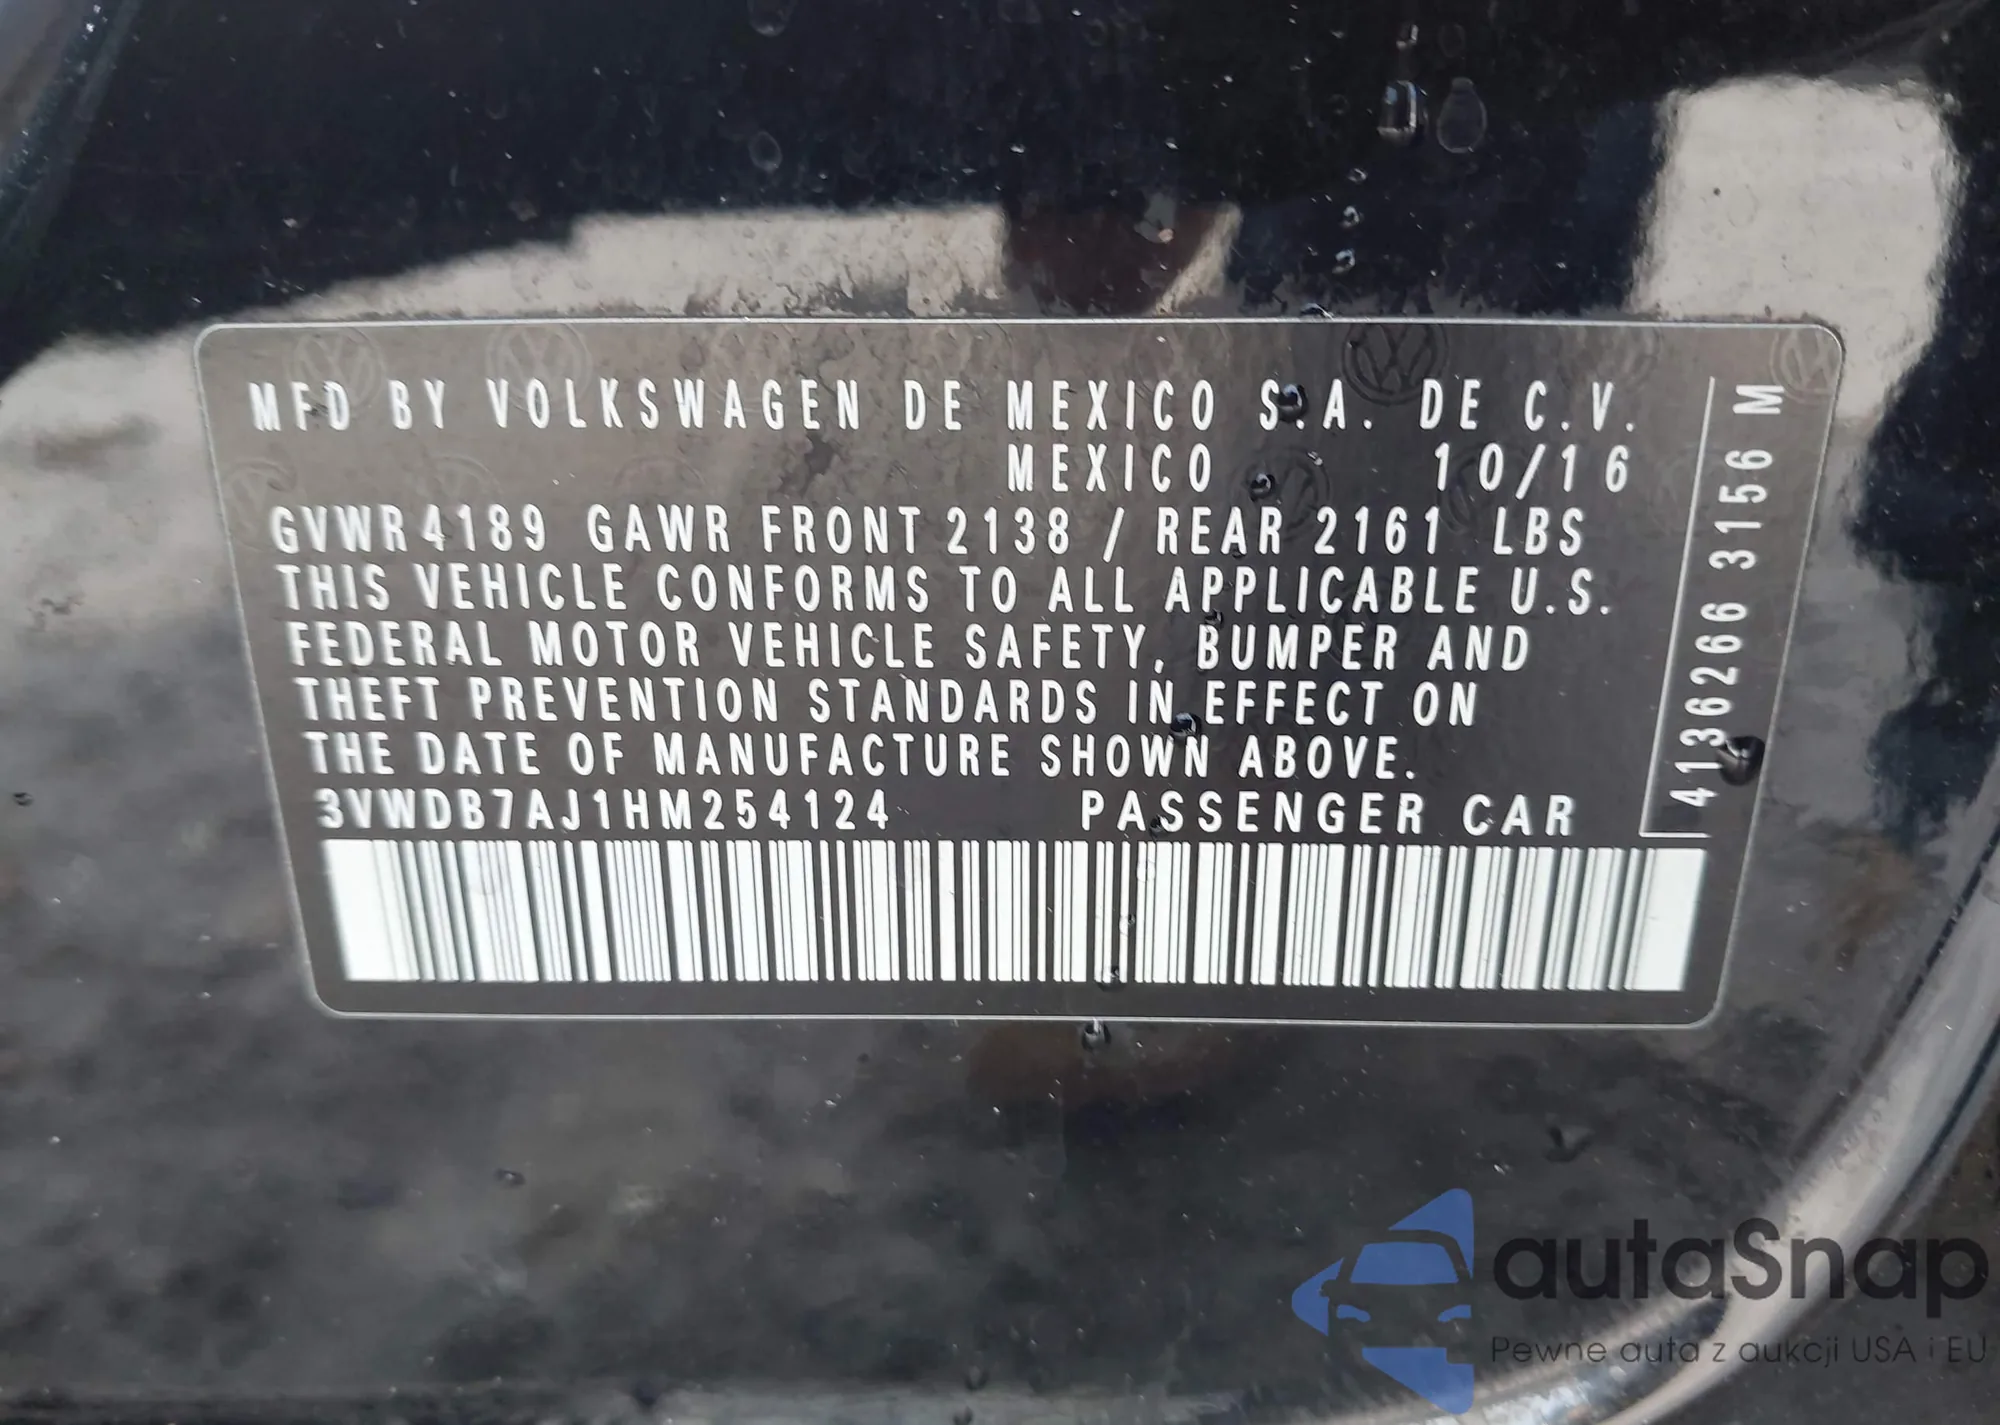 MFD BY VOLKSWAGEN DE MEXICO S.A. DE C.V.
MEXICO 10/16
GVWR 4189 GAWR FRONT 2138 / REAR 2161 LBS
THIS VEHICLE CONFORMS TO ALL APPLICABLE U.S.
FEDERAL MOTOR VEHICLE SAFETY, BUMPER AND
THEFT PREVENTION STANDARDS IN EFFECT ON
THE DATE OF MANUFACTURE SHOWN ABOVE.
3VWDB7AJ1HM254124 PASSENGER CAR
4136266 3156 M
autaSnap
Pewne auta z aukcji USA i EU